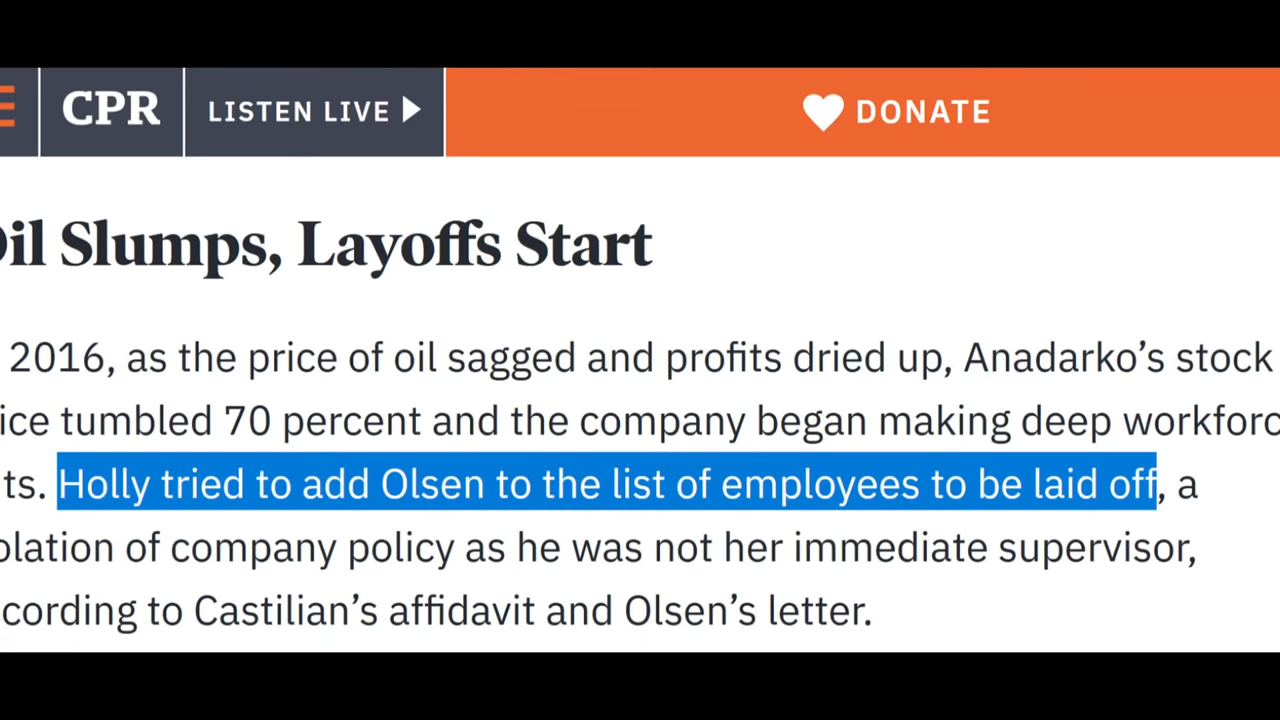 CPR LISTEN LIVE DONATE
il Slumps, Layoffs Start
2016, as the price of oil sagged and profits dried up, Anadarko’s stock
ice tumbled 70 percent and the company began making deep workforc
ts. Holly tried to add Olsen to the list of employees to be laid off, a
olation of company policy as he was not her immediate supervisor,
cording to Castilian’s affidavit and Olsen’s letter.